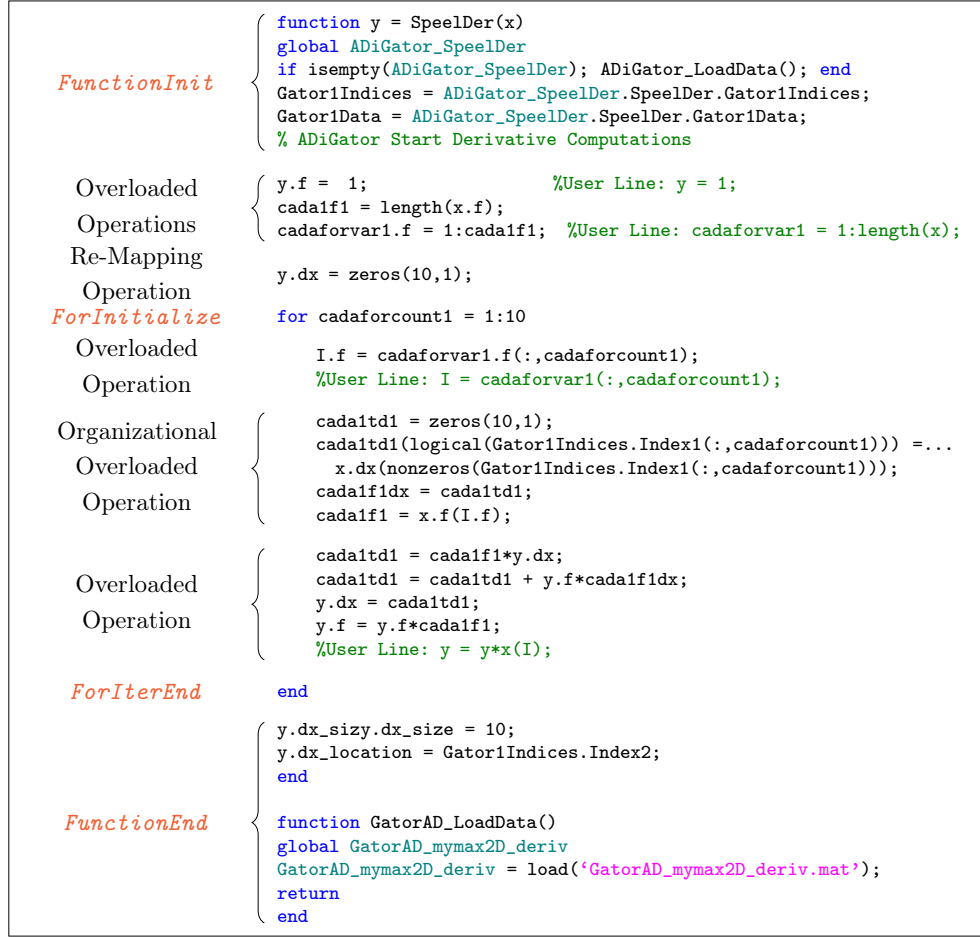 function y = SpeelDer(x)
global ADiGator_SpeelDer
if isempty(ADiGator_SpeelDer); ADiGator_LoadData(); end
FunctionInit
Gator1Indices = ADiGator_SpeelDer.SpeelDer.Gator1Indices;
Gator1Data = ADiGator_SpeelDer.SpeelDer.Gator1Data;
% ADiGator Start Derivative Computations
Overloaded
Operations
y.f = 1; %User Line: y = 1;
cada1f1 = length(x.f);
cadaforvar1.f = 1:cada1f1; %User Line: cadaforvar1 = 1:length(x);
Re-Mapping
Operation
y.dx = zeros(10,1);
ForInitialize
for cadaforcount1 = 1:10
Overloaded
Operation
I.f = cadaforvar1.f(:,cadaforcount1);
%User Line: I = cadaforvar1(:,cadaforcount1);
Organizational
Overloaded
Operation
cada1td1 = zeros(10,1);
cada1td1(logical(Gator1Indices.Index1(:,cadaforcount1))) =...
x.dx(nonzeros(Gator1Indices.Index1(:,cadaforcount1)));
cada1f1dx = cada1td1;
cada1f1 = x.f(I.f);
Overloaded
Operation
cada1td1 = cada1f1*y.dx;
cada1td1 = cada1td1 + y.f*cada1f1dx;
y.dx = cada1td1;
y.f = y.f*cada1f1;
%User Line: y = y*x(I);
ForIterEnd
end
FunctionEnd
y.dx_sizy.dx_size = 10;
y.dx_location = Gator1Indices.Index2;
end
function GatorAD_LoadData()
global GatorAD_mymax2D_deriv
GatorAD_mymax2D_deriv = load(‘GatorAD_mymax2D_deriv.mat’);
return
end